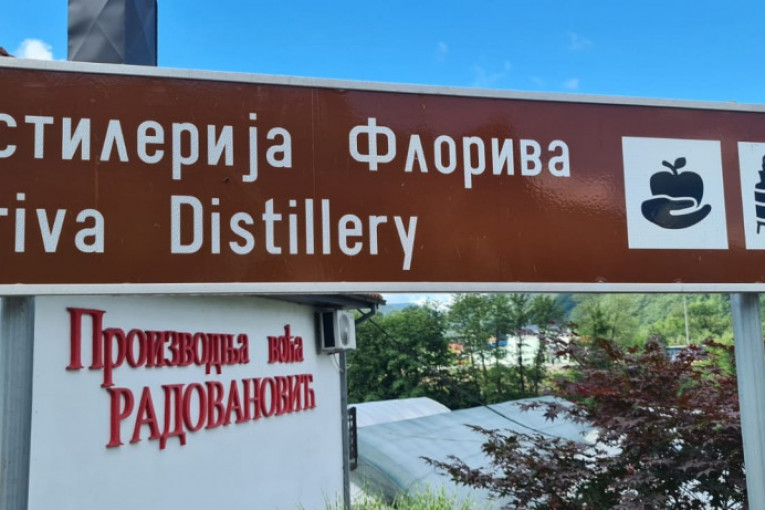 стилерија Флорива
riva Distillery
Производња воћа
РАДОВАНОВИЋ